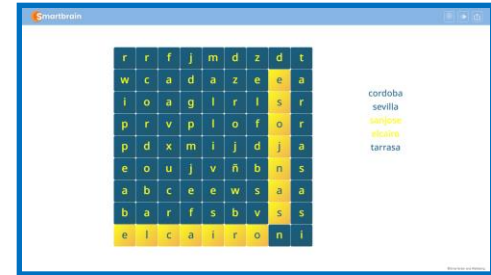 Smartbrain
r r f j m d z d t
w c a d a z e e a
i o a g l r l s r
p r v p l o f o r
p d x m i j d j a
e o u j v ñ b n s
a b c e e w s a a
b a r f s b v s s
e l c a i r o n i
cordoba
sevilla
sanjose
elcairo
tarrasa